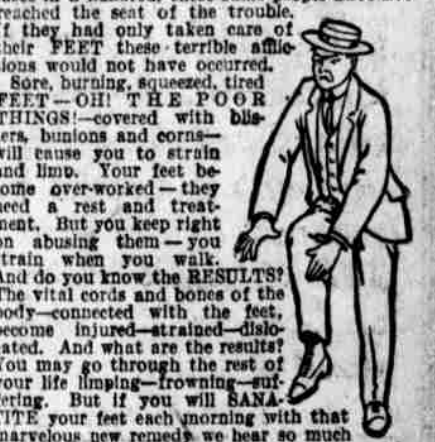 reached the seat of the trouble.
If they had only taken care of
their FEET these terrible afflic-
tions would not have occurred.
Sore, burning, squeezed, tired
FEET—OH! THE POOR
THINGS!—covered with blis-
ters, bunions and corns—
will cause you to strain
and limp. Your feet be-
come over-worked—they
need a rest and treat-
ment. But you keep right
on abusing them—you
strain when you walk.
And do you know the RESULTS?
The vital cords and bones of the
body—connected with the feet,
become injured—strained—dislo-
cated. And what are the results?
You may go through the rest of
your life limping—frowning—suf-
fering. But if you will SANA-
TITE your feet each morning with that
marvelous new remedy we hear so much